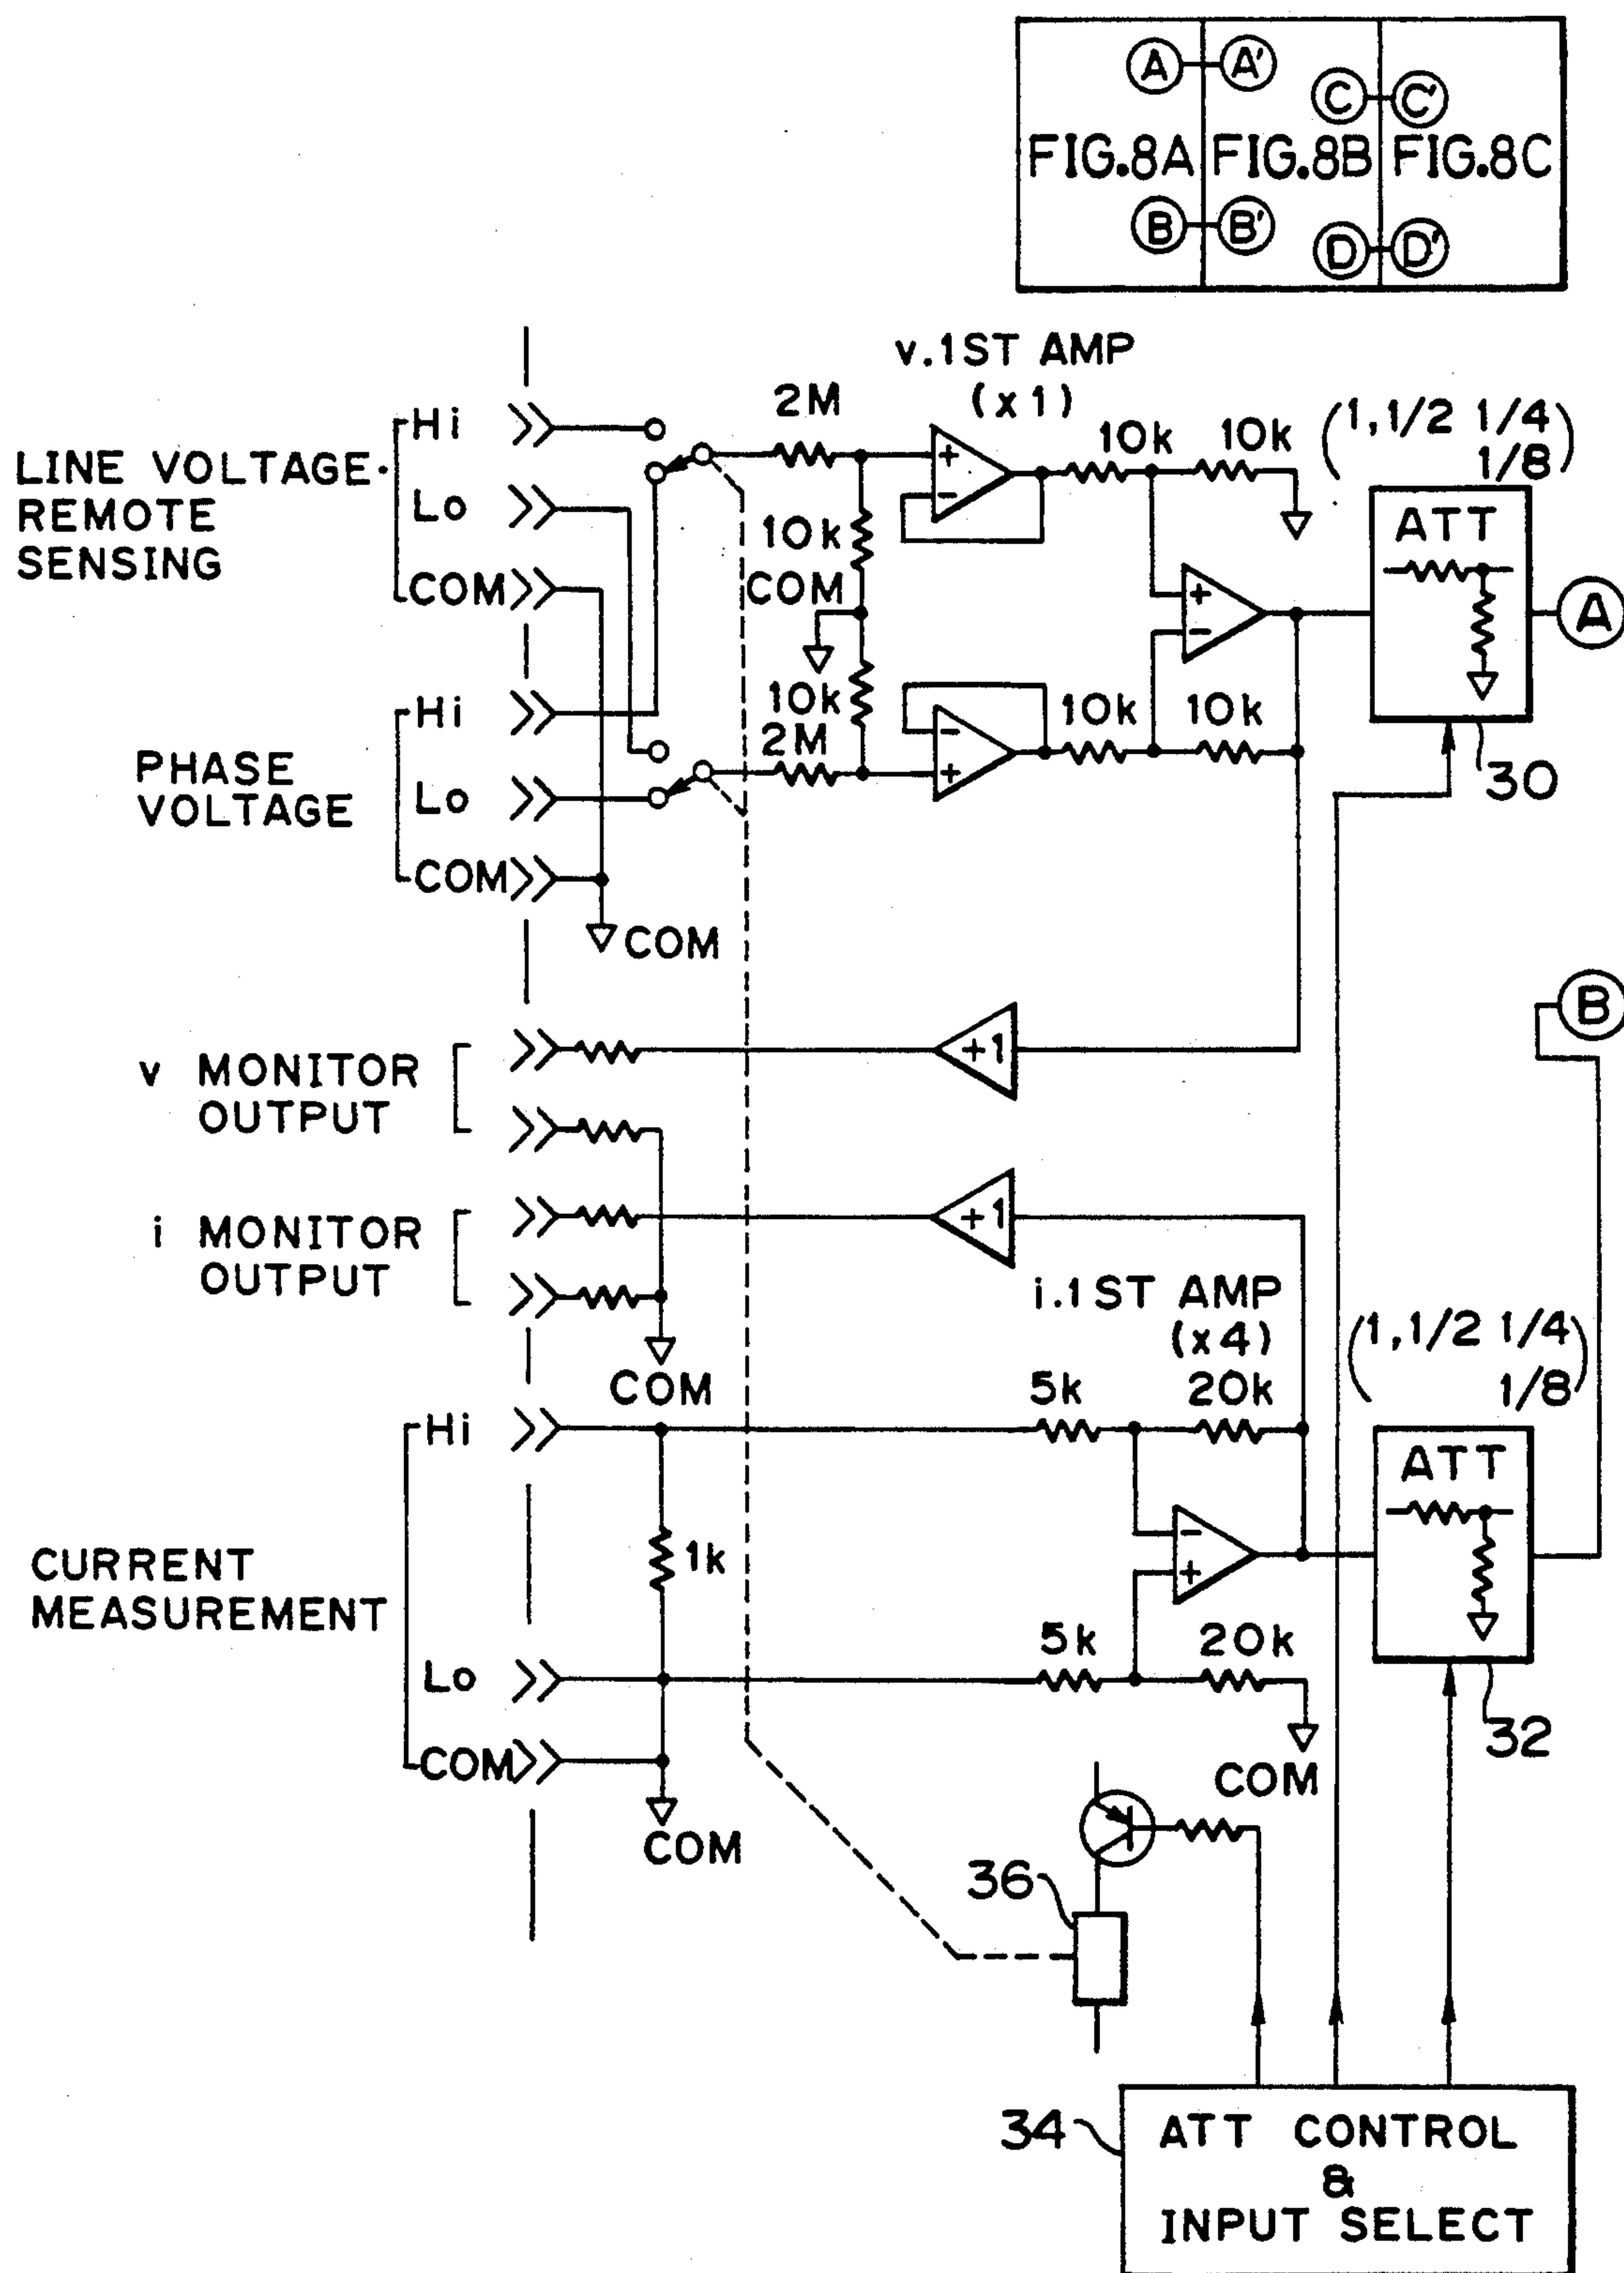 A A'
C C'
FIG.8A FIG.8B FIG.8C
B B'
D D'
v.1ST AMP
(x1)
2M
10k 10k
(1,1/2 1/4
1/8)
Hi
LINE VOLTAGE·
REMOTE
SENSING
Lo
COM
+
-
10k
COM
ATT
+
-
A
10k
2M
-
+
10k 10k
30
Hi
PHASE
VOLTAGE
Lo
COM
COM
B
v MONITOR
OUTPUT
+1
i MONITOR
OUTPUT
+1
COM
i.1ST AMP
(x4)
5k 20k
(1,1/2 1/4
1/8)
Hi
ATT
-
+
1k
CURRENT
MEASUREMENT
5k 20k
Lo
32
COM
COM
COM
36
34
ATT CONTROL
&
INPUT SELECT